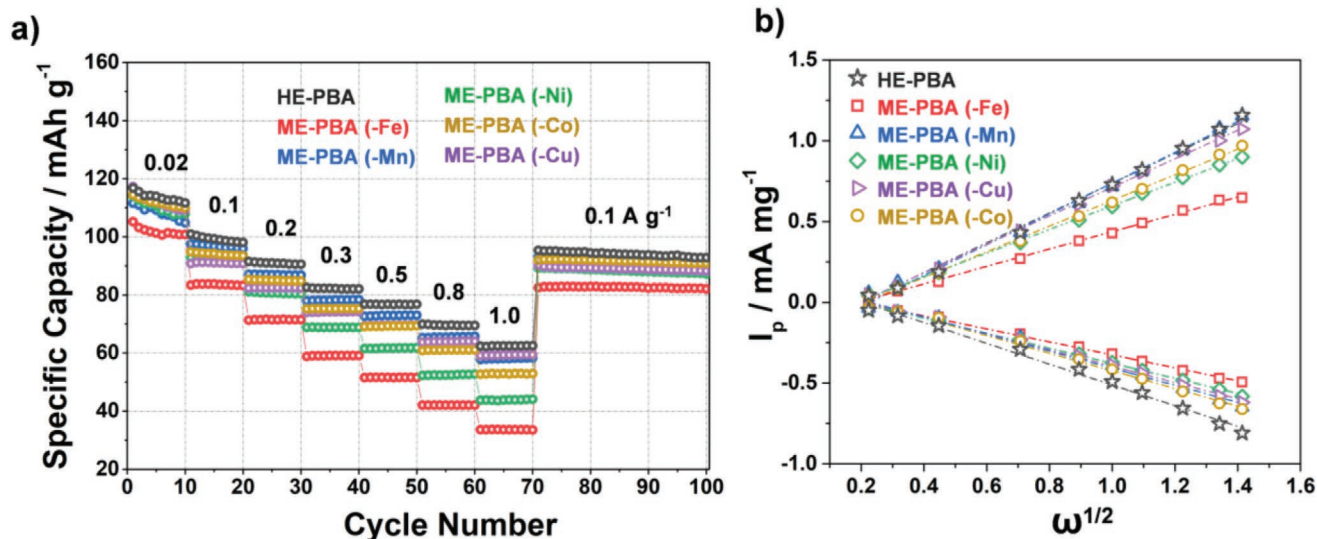 a)
Specific Capacity / mAh g⁻¹
160
140
120
100
80
60
40
20
HE-PBA
ME-PBA (-Fe)
ME-PBA (-Mn)
ME-PBA (-Ni)
ME-PBA (-Co)
ME-PBA (-Cu)
0.02
0.1
0.2
0.3
0.5
0.8
1.0
0.1 A g⁻¹
0 10 20 30 40 50 60 70 80 90 100
Cycle Number
b)
Iₚ / mA mg⁻¹
1.5
1.0
0.5
0.0
-0.5
-1.0
HE-PBA
ME-PBA (-Fe)
ME-PBA (-Mn)
ME-PBA (-Ni)
ME-PBA (-Cu)
ME-PBA (-Co)
0.2 0.4 0.6 0.8 1.0 1.2 1.4 1.6
ω¹ᐟ²